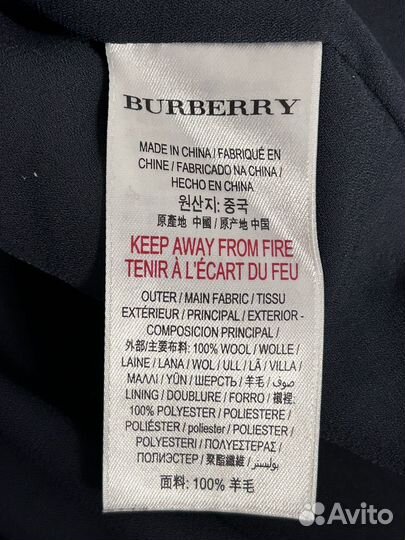 BURBERRY
MADE IN CHINA / FABRIQUÉ EN
CHINE / FABRICADO NA CHINA /
HECHO EN CHINA
원산지: 중국
原產地 中國 / 原产地 中国
KEEP AWAY FROM FIRE
TENIR À L'ÉCART DU FEU
OUTER / MAIN FABRIC / TISSU
EXTÉRIEUR / PRINCIPAL / EXTERIOR -
COMPOSICION PRINCIPAL /
外部/主要布料: 100% WOOL / WOLLE /
LAINE / LANA / WOL / ULL / LÃ / VILLA /
ΜΑΛΛΙ / YÜN / ШЕРСТЬ / 羊毛 / صوف
LINING / DOUBLURE / FORRO / 襯裡:
100% POLYESTER / POLIESTERE /
POLIÉSTER / poliester / POLIESTER /
POLYESTERI / ΠΟΛΥΕΣΤΕΡΑΣ /
ПОЛИЭСТЕР / 聚酯纖維 / بوليستر
面料: 100% 羊毛
Avito